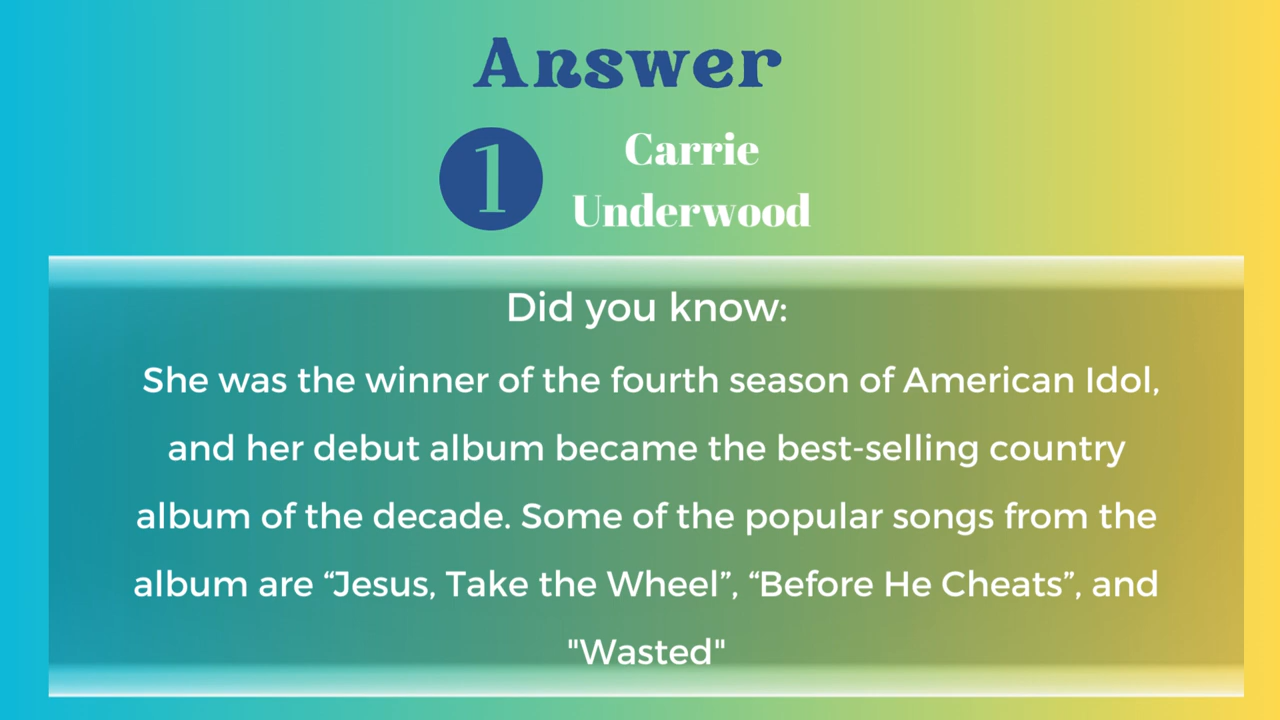 Answer
1
Carrie
Underwood
Did you know:
She was the winner of the fourth season of American Idol,
and her debut album became the best-selling country
album of the decade. Some of the popular songs from the
album are “Jesus, Take the Wheel”, “Before He Cheats”, and
"Wasted"